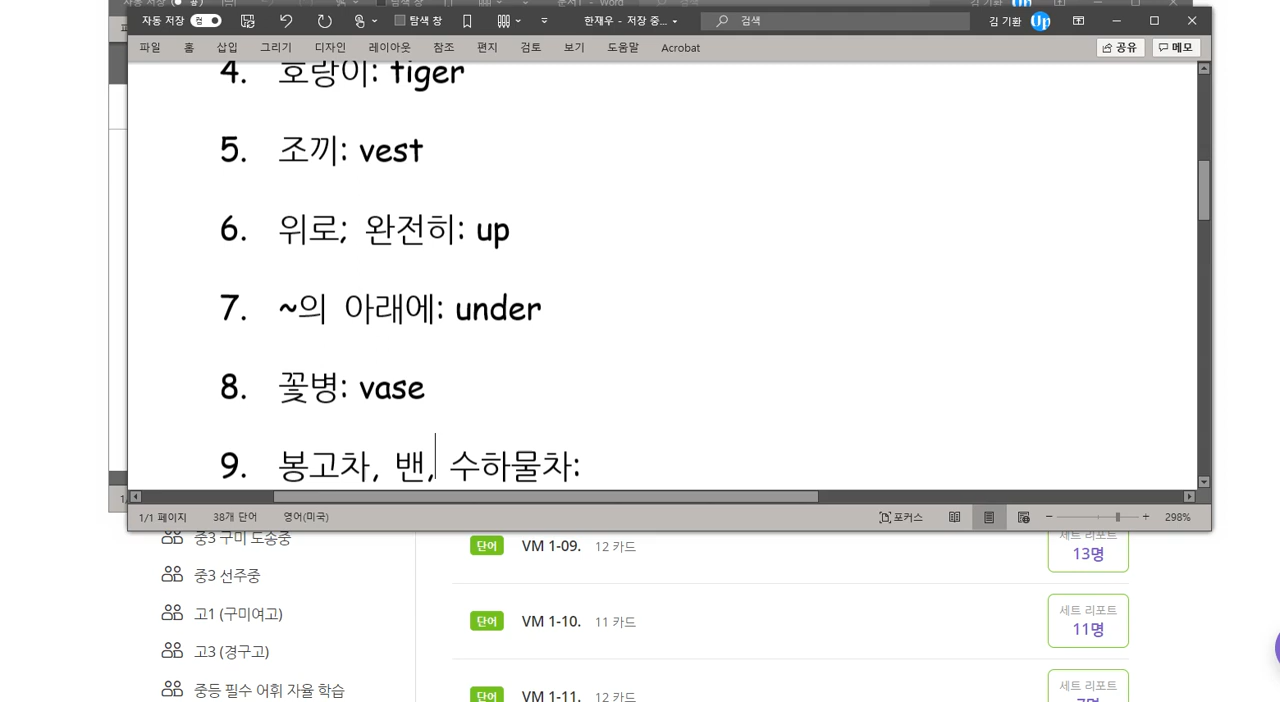 자동 저장 켬 탐색 창 한재우 - 저장 중... 검색 김 기환 Up
파일 홈 삽입 그리기 디자인 레이아웃 참조 편지 검토 보기 도움말 Acrobat 공유 메모
4. 호랑이: tiger
5. 조끼: vest
6. 위로; 완전히: up
7. ~의 아래에: under
8. 꽃병: vase
9. 봉고차, 밴, 수하물차:
1/1 페이지 38개 단어 영어(미국) 포커스 298%
중3 구미 도송중
중3 선주중
고1 (구미여고)
고3 (경구고)
중등 필수 어휘 자율 학습
단어 VM 1-09. 12 카드
세트 리포트
13명
단어 VM 1-10. 11 카드
세트 리포트
11명
단어 VM 1-11. 12 카드
세트 리포트